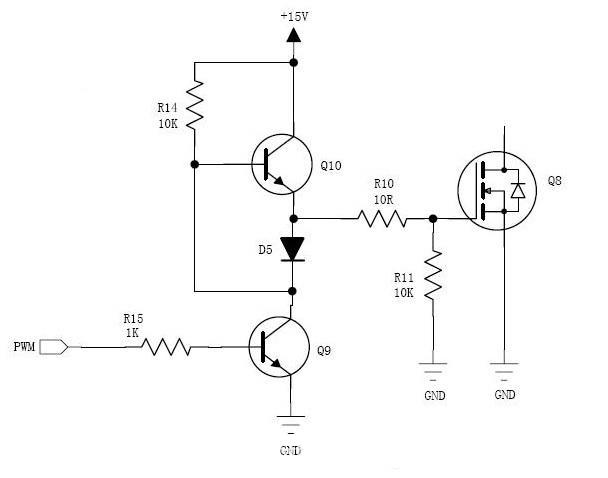 +15V
R14
10K
Q10
R10
10R
Q8
D5
R11
10K
R15
1K
PWM
Q9
GND
GND
GND